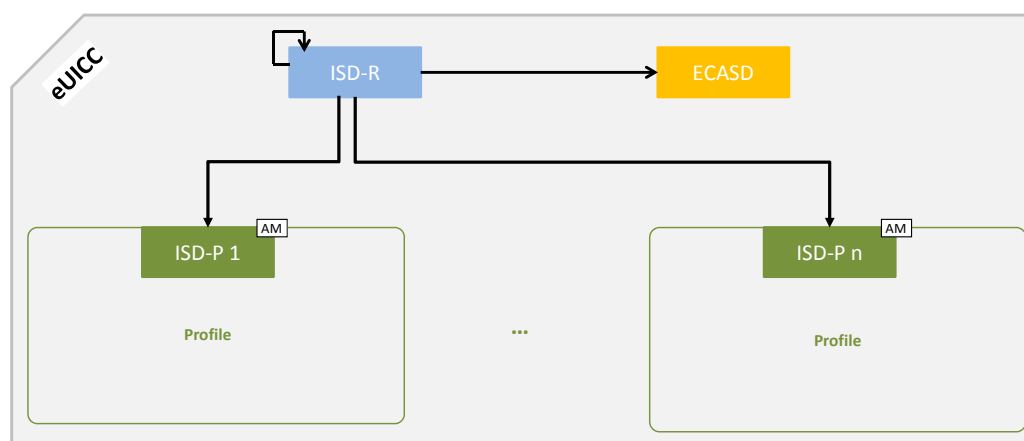 eUICC
ISD-R
ECASD
AM
ISD-P 1
Profile
...
AM
ISD-P n
Profile